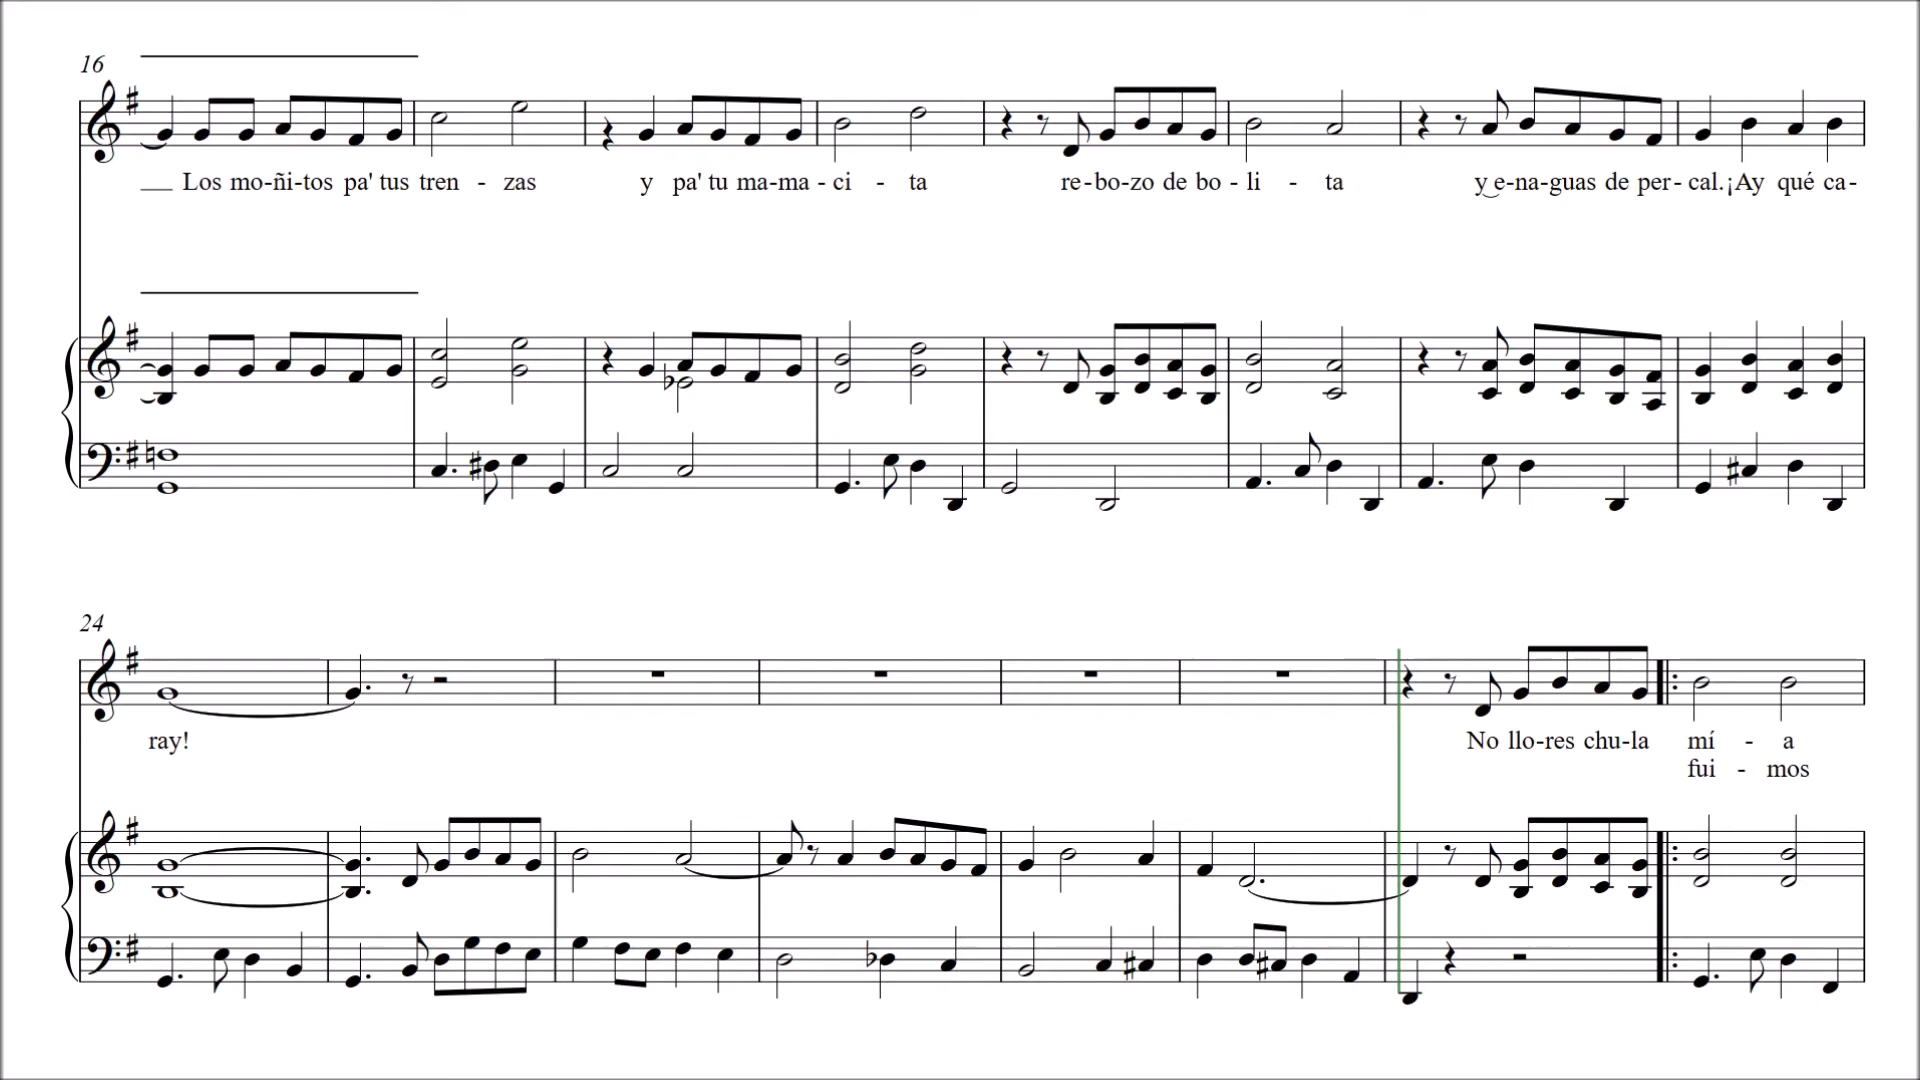 16
Los mo-ñi-tos pa' tus tren - zas y pa' tu ma-ma - ci - ta re-bo-zo de bo - li - ta y e-na-guas de per- cal. ¡Ay qué ca-
24
ray! No llo-res chu-la mí - a
fui - mos